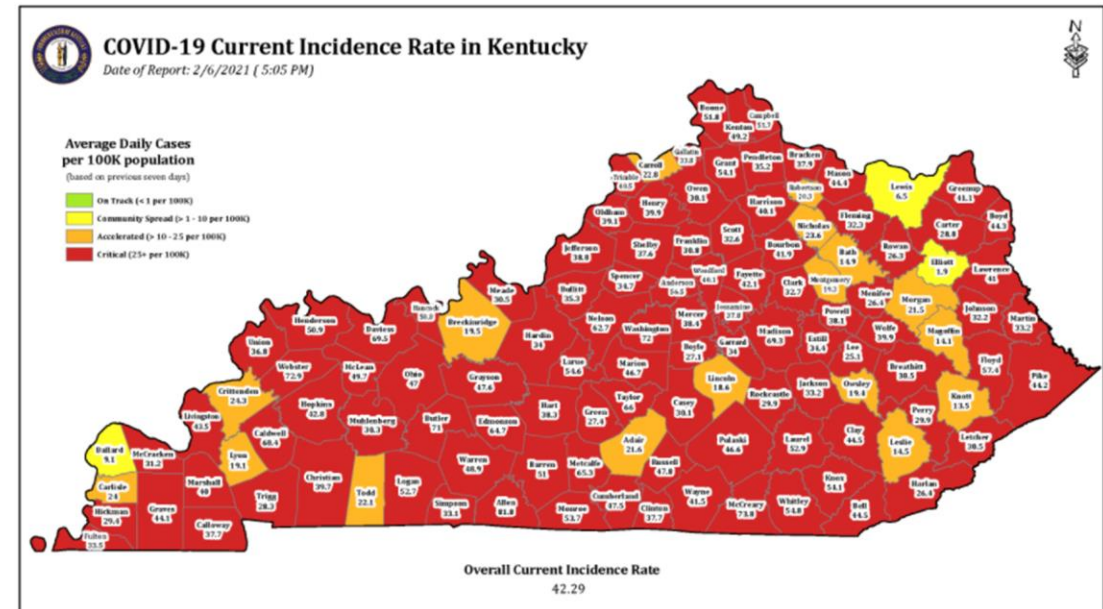 COVID-19 Current Incidence Rate in Kentucky
Date of Report: 2/6/2021 ( 5:05 PM)
N
Average Daily Cases
per 100K population
(based on previous seven days)
On Track (< 1 per 100K)
Community Spread (> 1 - 10 per 100K)
Accelerated (> 10 - 25 per 100K)
Critical (25+ per 100K)
Boone
51.8
Campbell
51.7
Kenton
49.2
Gallatin
33.8
Carroll
22.8
Grant
54.1
Pendleton
35.2
Bracken
37.9
Mason
44.4
Lewis
6.5
Greenup
41.1
Trimble
Owen
30.1
Robertson
20.3
Boyd
44.3
Oldham
39.1
Henry
39.9
Harrison
40.1
Fleming
32.3
Carter
28.8
Nicholas
23.6
Jefferson
38.0
Shelby
37.6
Franklin
30.8
Scott
32.6
Bourbon
41.9
Bath
14.9
Rowan
26.3
Elliott
1.9
Lawrence
41
Spencer
34.7
Anderson
Woodford
Fayette
42.1
Clark
32.7
Montgomery
Menifee
26.4
Morgan
21.5
Johnson
32.2
Martin
33.2
Meade
30.5
Bullitt
35.3
Hancock
Breckinridge
19.5
Nelson
62.7
Washington
72
Mercer
38.4
Jessamine
37.8
Powell
38.1
Magoffin
14.1
Henderson
50.9
Daviess
69.5
Hardin
34
Boyle
27.1
Garrard
34
Madison
69.3
Estill
34.4
Wolfe
39.9
Lee
25.1
Union
36.8
Webster
72.9
McLean
49.7
Ohio
47
Grayson
47.6
Larue
54.6
Marion
46.7
Lincoln
18.6
Rockcastle
29.9
Jackson
33.2
Owsley
19.4
Breathitt
30.5
Floyd
57.4
Pike
44.2
Knott
13.5
Crittenden
24.3
Hopkins
42.8
Muhlenberg
38.3
Butler
71
Edmonson
64.7
Hart
38.3
Green
27.4
Taylor
66
Casey
30.1
Perry
29.9
Livingston
43.5
Caldwell
68.4
Adair
21.6
Pulaski
46.6
Laurel
52.9
Clay
44.5
Leslie
14.5
Letcher
30.5
Ballard
9.1
McCracken
31.2
Lyon
19.1
Warren
48.9
Barren
51
Metcalfe
65.3
Russell
47.8
Knox
54.1
Harlan
26.4
Carlisle
24
Marshall
40
Trigg
28.3
Christian
39.7
Todd
22.1
Logan
52.7
Simpson
33.1
Allen
81.8
Monroe
53.7
Cumberland
Clinton
37.7
Wayne
41.5
McCreary
73.8
Whitley
54.8
Bell
44.5
Hickman
29.4
Graves
44.1
Calloway
37.7
Fulton
33.5
Overall Current Incidence Rate
42.29